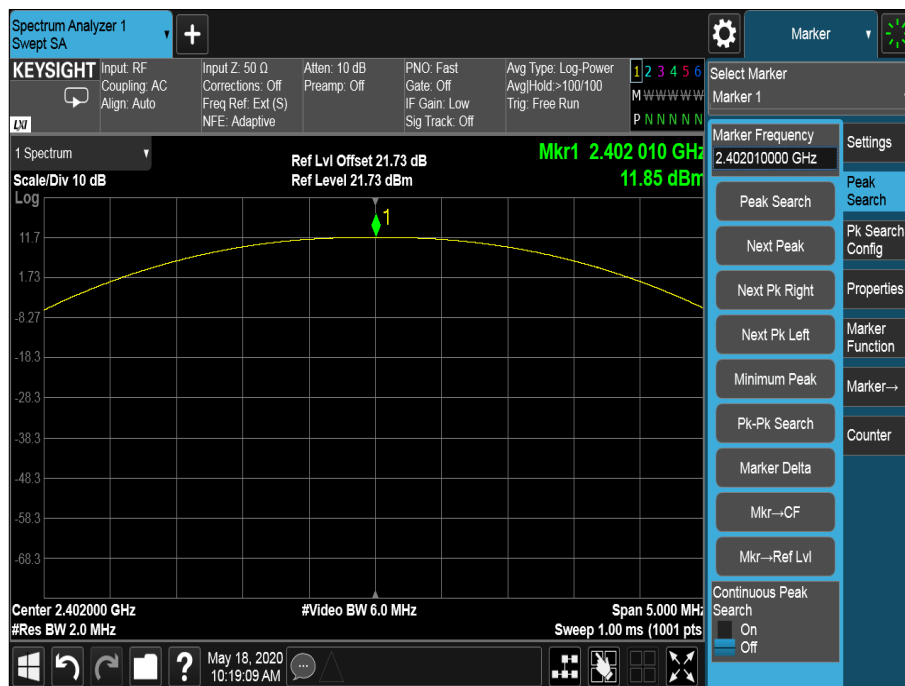 Spectrum Analyzer 1
Swept SA
+
Marker
KEYSIGHT
LXI
Input: RF
Coupling: AC
Align: Auto
Input Z: 50 Ω
Corrections: Off
Freq Ref: Ext (S)
NFE: Adaptive
Atten: 10 dB
Preamp: Off
PNO: Fast
Gate: Off
IF Gain: Low
Sig Track: Off
Avg Type: Log-Power
Avg|Hold:>100/100
Trig: Free Run
1 2 3 4 5 6
M W W W W W
P N N N N N
Select Marker
Marker 1
1 Spectrum
Scale/Div 10 dB
Ref Lvl Offset 21.73 dB
Ref Level 21.73 dBm
Mkr1 2.402 010 GHz
11.85 dBm
Log
1
11.7
1.73
-8.27
-18.3
-28.3
-38.3
-48.3
-58.3
-68.3
Center 2.402000 GHz
#Res BW 2.0 MHz
#Video BW 6.0 MHz
Span 5.000 MHz
Sweep 1.00 ms (1001 pts
Marker Frequency
2.402010000 GHz
Peak Search
Next Peak
Next Pk Right
Next Pk Left
Minimum Peak
Pk-Pk Search
Marker Delta
Mkr→CF
Mkr→Ref Lvl
Continuous Peak
Search
On
Off
Settings
Peak
Search
Pk Search
Config
Properties
Marker
Function
Marker→
Counter
?
May 18, 2020
10:19:09 AM